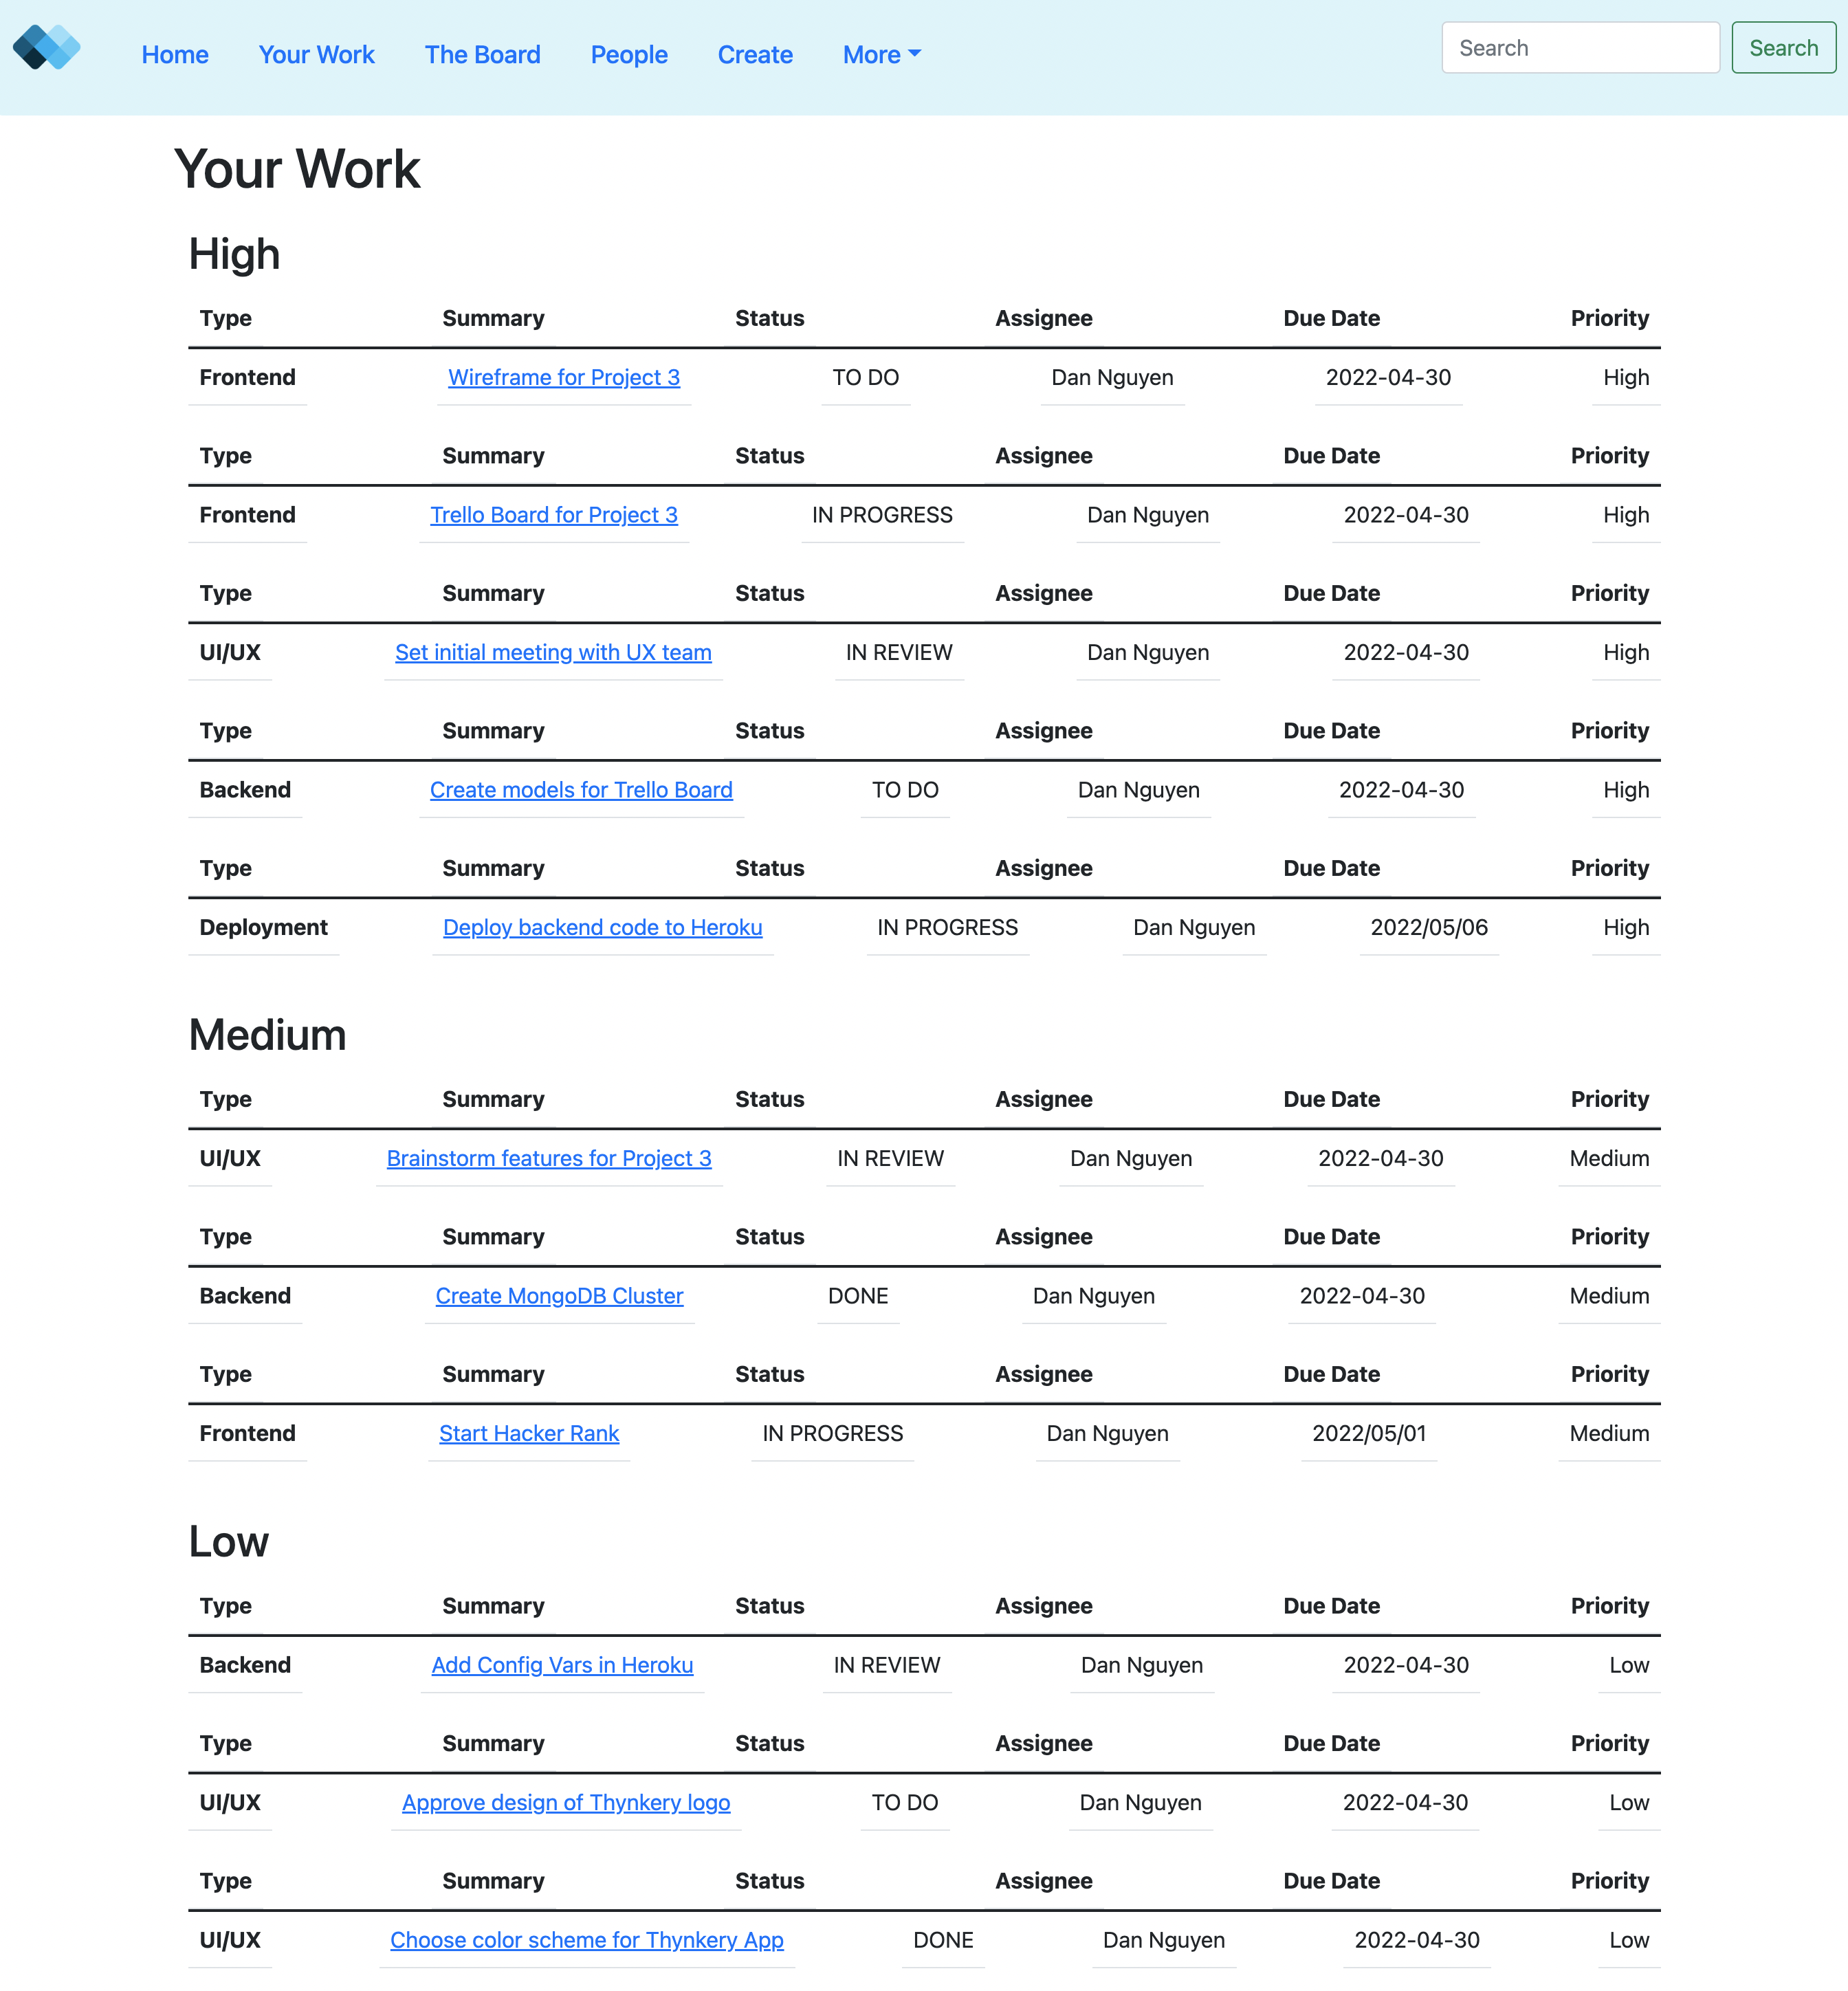 Home Your Work The Board People Create More Search Search
Your Work
High
Type Summary Status Assignee Due Date Priority
Frontend Wireframe for Project 3 TO DO Dan Nguyen 2022-04-30 High
Type Summary Status Assignee Due Date Priority
Frontend Trello Board for Project 3 IN PROGRESS Dan Nguyen 2022-04-30 High
Type Summary Status Assignee Due Date Priority
UI/UX Set initial meeting with UX team IN REVIEW Dan Nguyen 2022-04-30 High
Type Summary Status Assignee Due Date Priority
Backend Create models for Trello Board TO DO Dan Nguyen 2022-04-30 High
Type Summary Status Assignee Due Date Priority
Deployment Deploy backend code to Heroku IN PROGRESS Dan Nguyen 2022/05/06 High
Medium
Type Summary Status Assignee Due Date Priority
UI/UX Brainstorm features for Project 3 IN REVIEW Dan Nguyen 2022-04-30 Medium
Type Summary Status Assignee Due Date Priority
Backend Create MongoDB Cluster DONE Dan Nguyen 2022-04-30 Medium
Type Summary Status Assignee Due Date Priority
Frontend Start Hacker Rank IN PROGRESS Dan Nguyen 2022/05/01 Medium
Low
Type Summary Status Assignee Due Date Priority
Backend Add Config Vars in Heroku IN REVIEW Dan Nguyen 2022-04-30 Low
Type Summary Status Assignee Due Date Priority
UI/UX Approve design of Thynkery logo TO DO Dan Nguyen 2022-04-30 Low
Type Summary Status Assignee Due Date Priority
UI/UX Choose color scheme for Thynkery App DONE Dan Nguyen 2022-04-30 Low